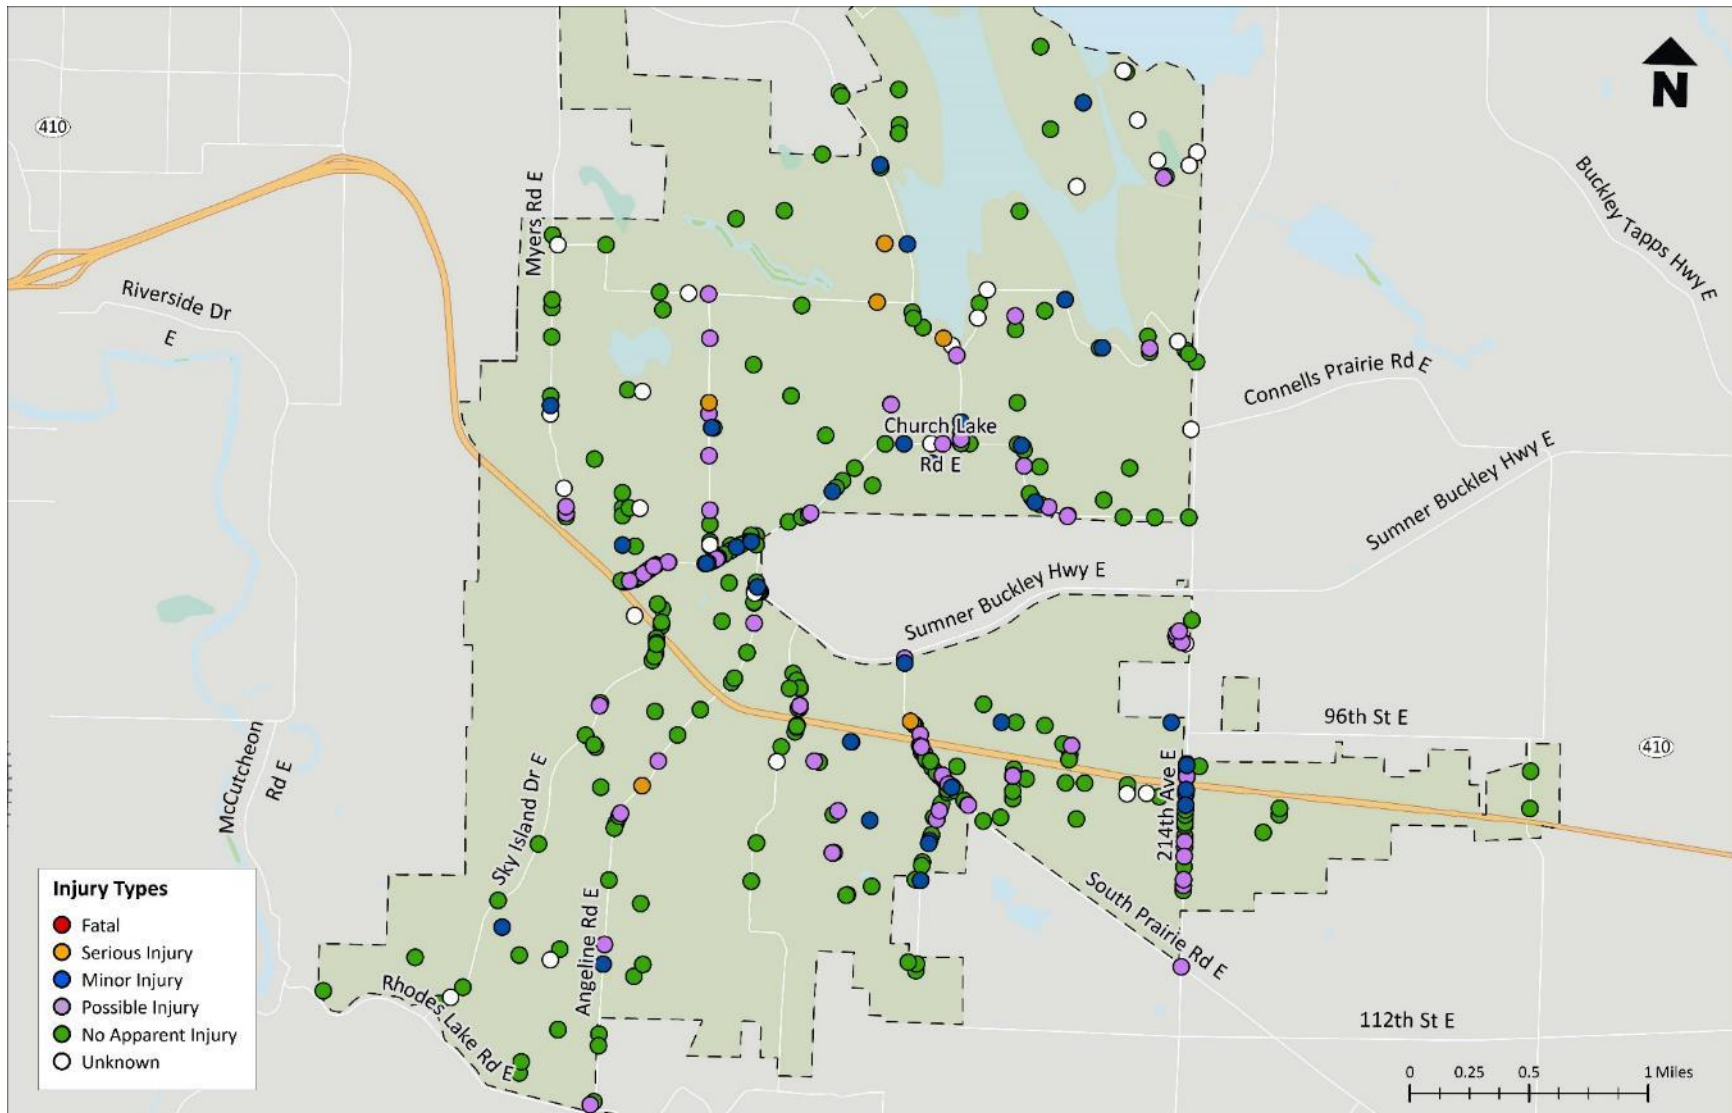 N
410
Myers Rd E
Buckley Tapps Hwy E
Riverside Dr
E
Connells Prairie Rd E
Church Lake
Rd E
Sumner Buckley Hwy E
Sumner Buckley Hwy E
96th St E
410
McCutcheon
Rd E
Sky Island Dr E
214th Ave E
Angeline Rd E
South Prairie Rd E
Rhodes Lake Rd E
112th St E
Injury Types
Fatal
Serious Injury
Minor Injury
Possible Injury
No Apparent Injury
Unknown
0 0.25 0.5 1 Miles